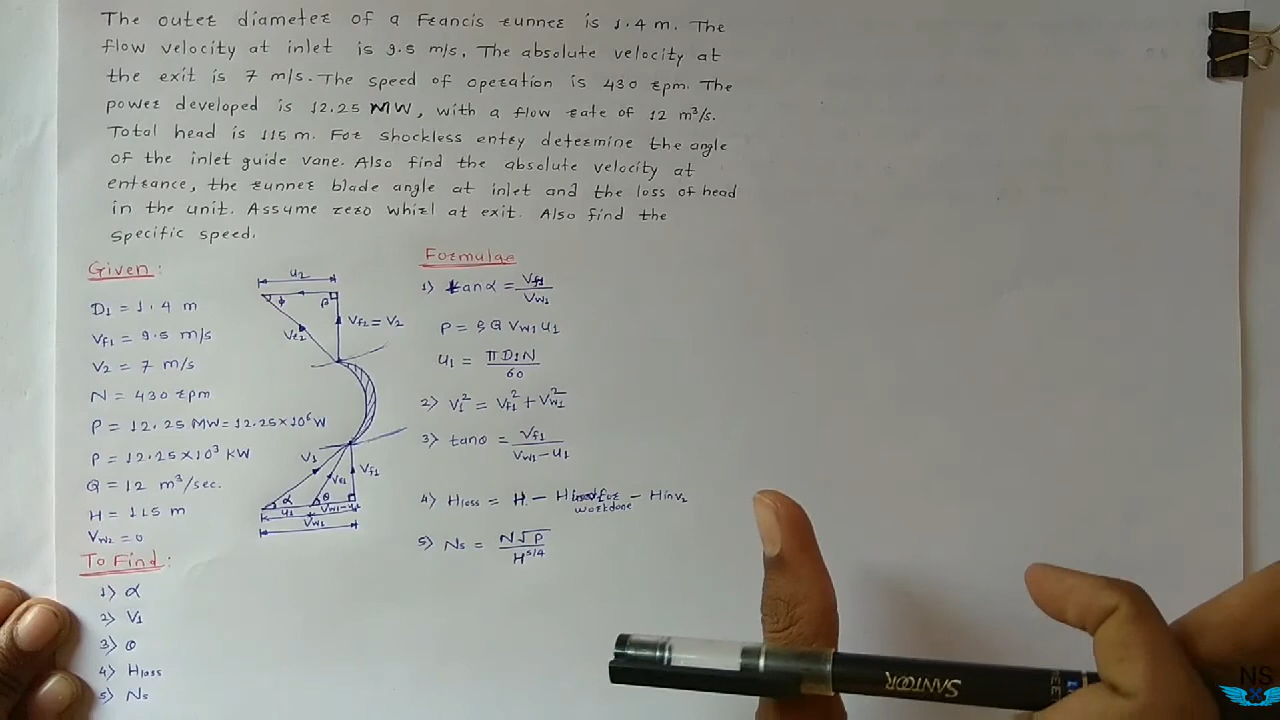 The outer diameter of a Francis runner is 1.4 m. The
flow velocity at inlet is 9.5 m/s. The absolute velocity at
the exit is 7 m/s. The speed of operation is 430 rpm. The
power developed is 12.25 MW, with a flow rate of 12 m³/s.
Total head is 115 m. For shockless entry determine the angle
of the inlet guide vane. Also find the absolute velocity at
entrance, the runner blade angle at inlet and the loss of head
in the unit. Assume zero whirl at exit. Also find the
specific speed.
Given:
D₁ = 1.4 m
Vf1 = 9.5 m/s
V₂ = 7 m/s
N = 430 rpm
P = 12.25 MW = 12.25×10⁶ W
P = 12.25×10³ KW
Q = 12 m³/sec.
H = 115 m
Vw2 = 0
To Find:
1) α
2) V₁
3) θ
4) Hloss
5) Ns
u₂
ϕ β
Vr2 Vf2 = V₂
V₁ Vr1 Vf1
α θ
u₁ Vw1-u₁
Vw1
Formulae
1) tanα = Vf1/Vw1
P = ρ Q Vw1 u₁
u₁ = πD₁N/60
2) V₁² = Vf1² + Vw1²
3) tanθ = Vf1/(Vw1 - u₁)
4) Hloss = H - H for workdone - H in v₂
5) Ns = N√P/H^5/4
SANTOOR
NS